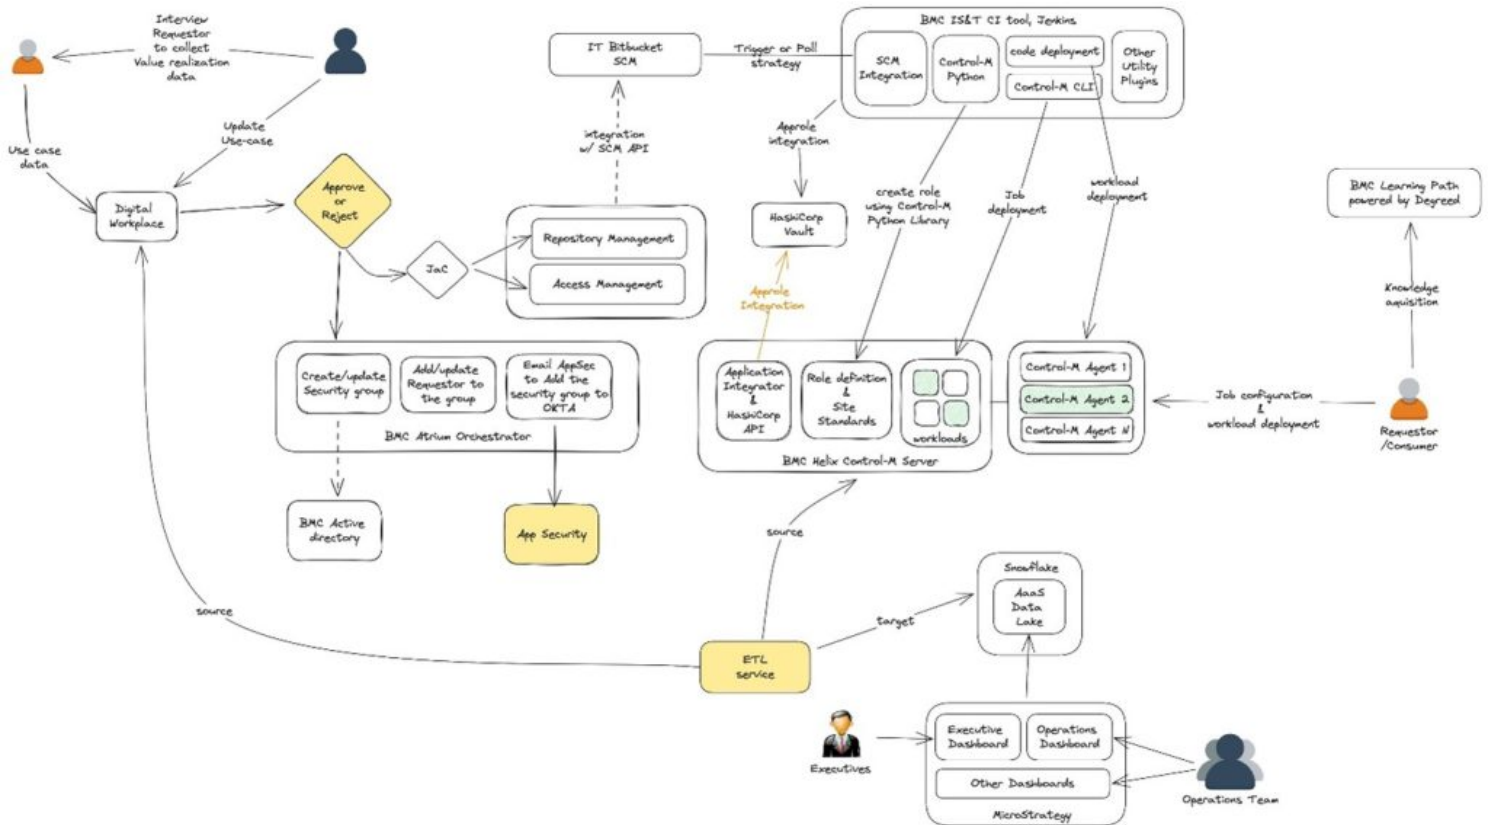 Interview
Requestor
to collect
Value realization
data
Update
Use-case
Use case
data
Digital
Workplace
Approve
or
Reject
JaC
IT Bitbucket
SCM
integration
w/ SCM API
Repository Management
Access Management
Trigger or Poll
strategy
BMC IS&T CI tool, Jenkins
SCM
Integration
Control-M
Python
code deployment
Control-M CLI
Other
Utility
Plugins
Approle
integration
HashiCorp
Vault
Approle
Integration
create role
using Control-M
Python Library
Job
deployment
workload
deployment
BMC Learning Path
powered by Degreed
Knowledge
aquisition
Create/update
Security group
Add/update
Requestor to
the group
Email AppSec
to Add the
security group to
OKTA
BMC Atrium Orchestrator
BMC Active
directory
App Security
Application
Integrator
&
HashiCorp
API
Role definition
&
Site
Standards
workloads
BMC Helix Control-M Server
Control-M Agent 1
Control-M Agent 2
Control-M Agent N
Job configuration
&
workload deployment
Requestor
/Consumer
source
source
target
ETL
service
Snowflake
AaaS
Data
Lake
Executives
Executive
Dashboard
Operations
Dashboard
Other Dashboards
MicroStrategy
Operations Team